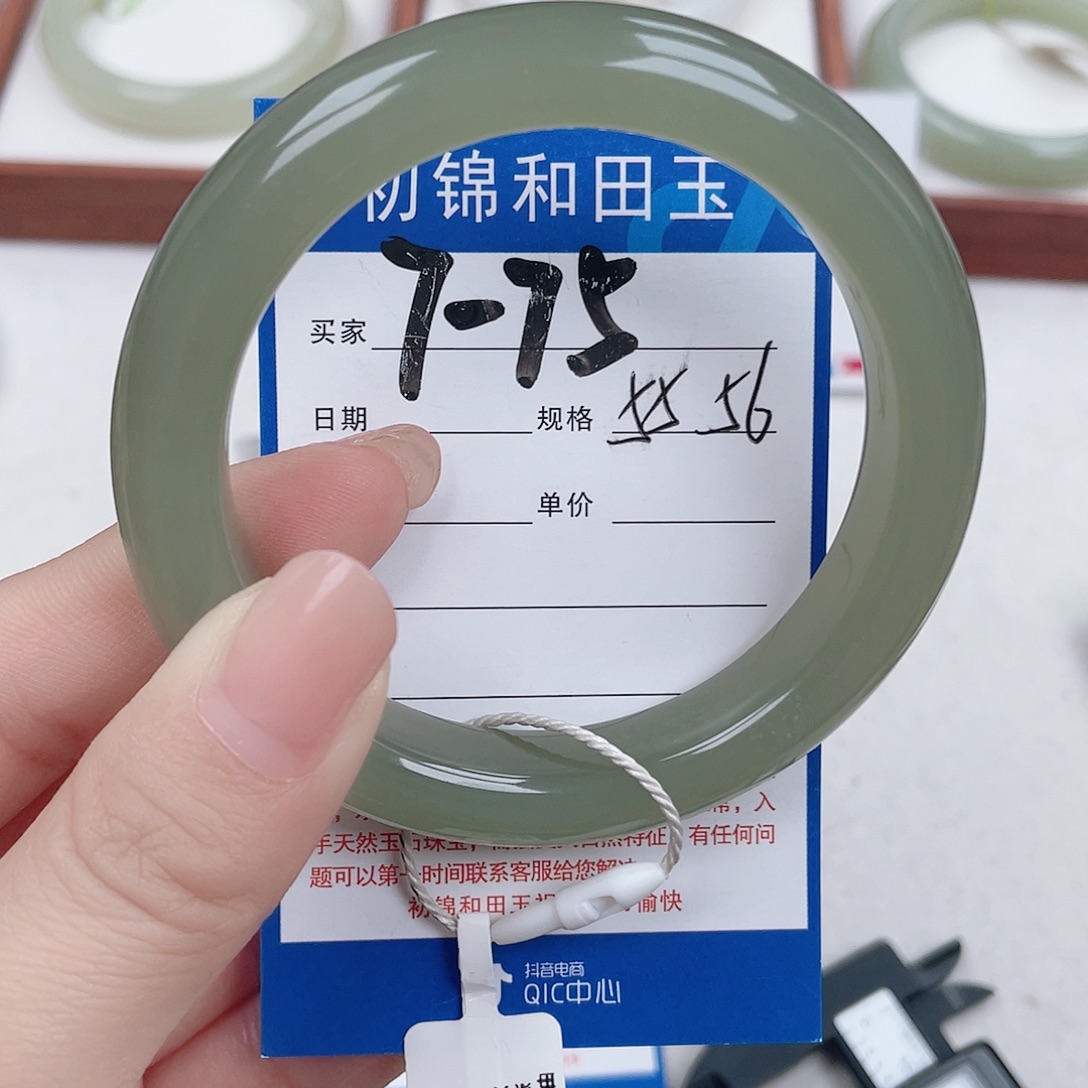 初锦和田玉
买家 7-75
日期 规格 55 56
单价
手天然玉石珠宝, 自然特征, 有任何问
题可以第一时间联系客服给您解决
初锦和田玉祝 愉快
抖音电商
QIC中心